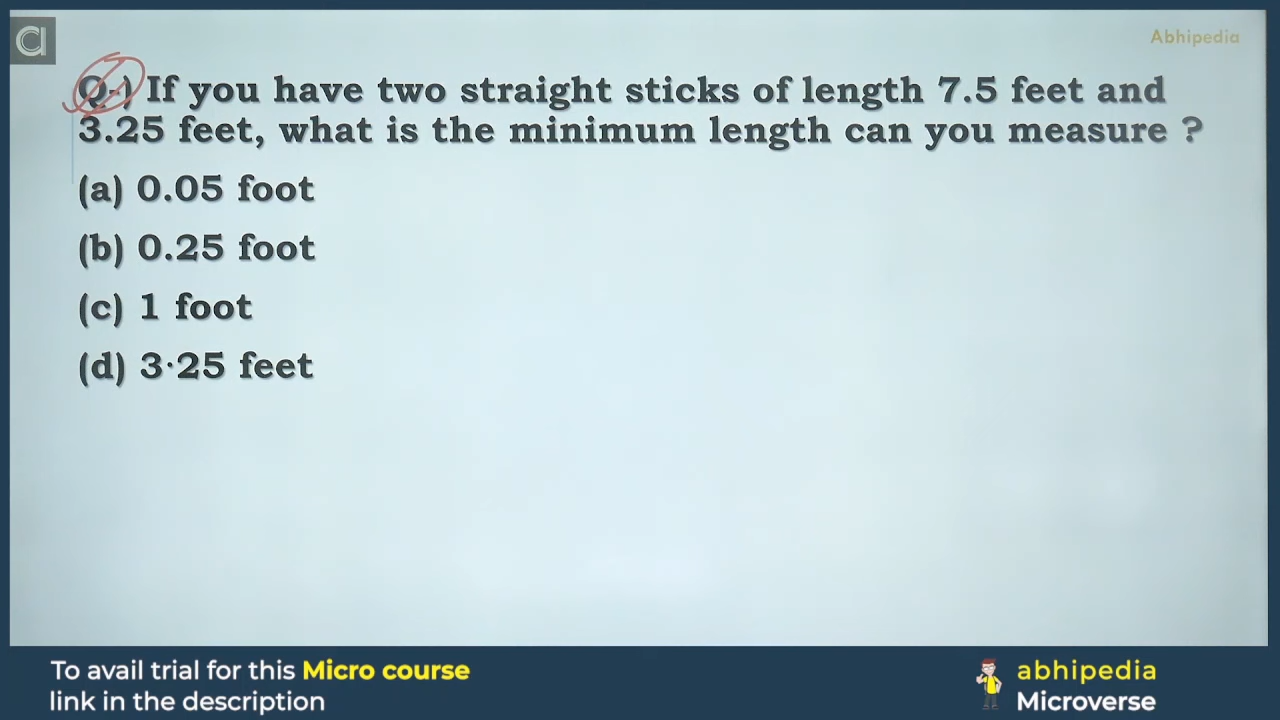 Abhipedia
Q.) If you have two straight sticks of length 7.5 feet and
3.25 feet, what is the minimum length can you measure ?
(a) 0.05 foot
(b) 0.25 foot
(c) 1 foot
(d) 3·25 feet
To avail trial for this Micro course
link in the description
abhipedia
Microverse